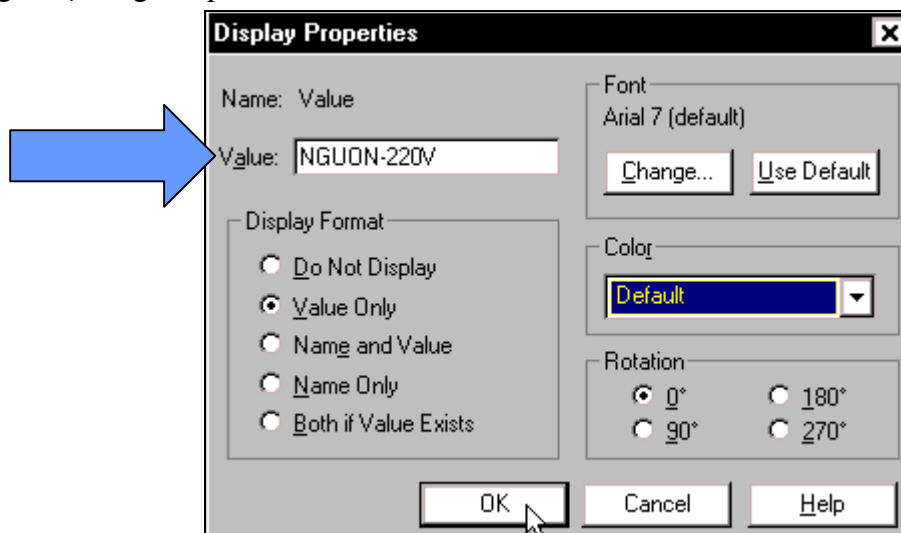 Display Properties
Name: Value
Value: NGUON-220V
Display Format
Do Not Display
Value Only
Name and Value
Name Only
Both if Value Exists
Font
Arial 7 (default)
Change...
Use Default
Color
Default
Rotation
0° 180°
90° 270°
OK Cancel Help